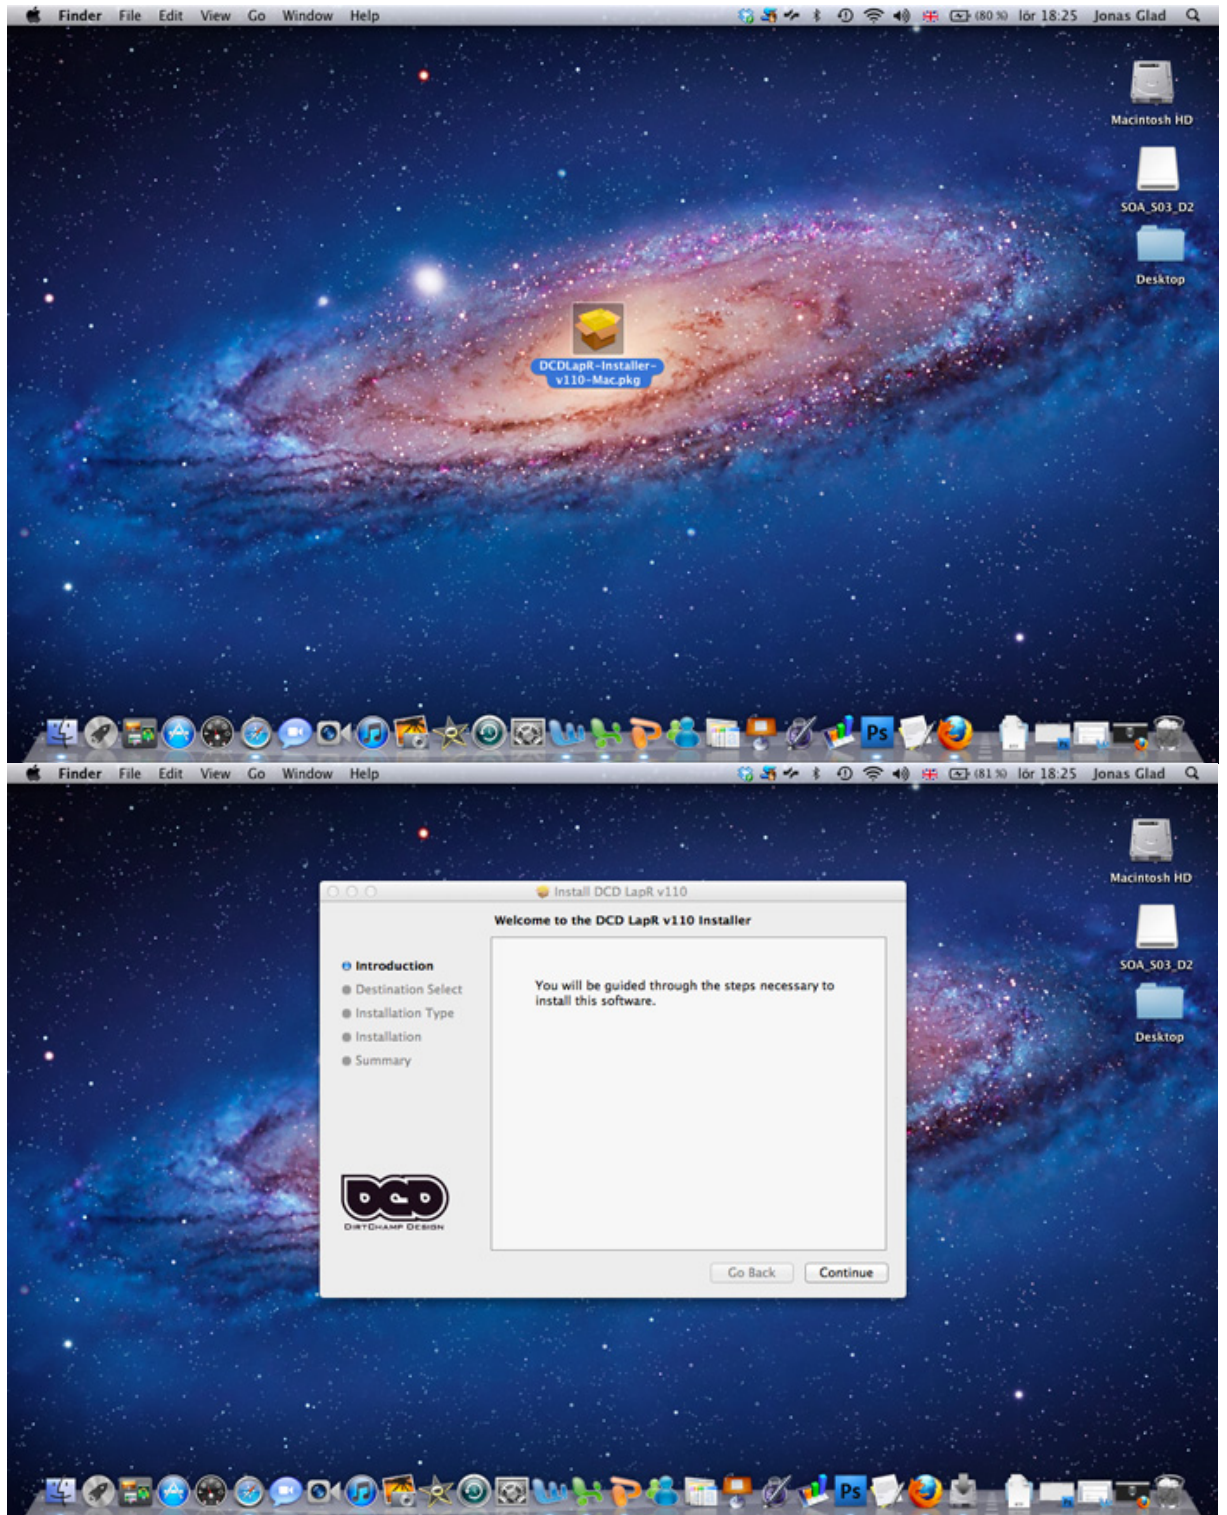 Finder File Edit View Go Window Help (80%) lör 18:25 Jonas Glad
Macintosh HD
SOA_S03_D2
Desktop
DCDLapR-Installer-
v110-Mac.pkg
Ps
Finder File Edit View Go Window Help (81%) lör 18:25 Jonas Glad
Macintosh HD
SOA_S03_D2
Desktop
Install DCD LapR v110
Welcome to the DCD LapR v110 Installer
Introduction
Destination Select
Installation Type
Installation
Summary
You will be guided through the steps necessary to
install this software.
DCD
DIRTCHAMP DESIGN
Go Back Continue
Ps